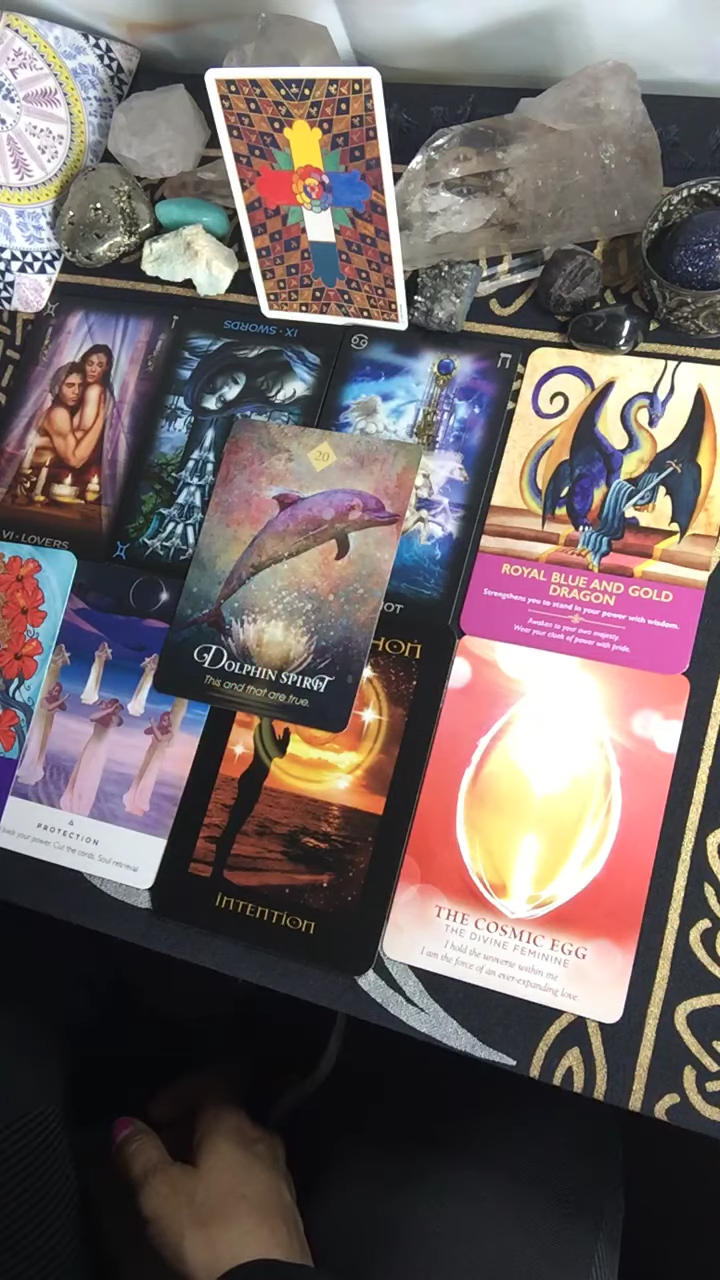 IX · SWORDS
VI · LOVERS
OT
20
DOLPHIN SPIRIT
This and that are true.
ROYAL BLUE AND GOLD
DRAGON
Strengthens you to stand in your power with wisdom.
Awaken to your own majesty.
Wear your cloak of power with pride.
PROTECTION
back your power. Cut the cords. Soul retrieval
HON
INTENTION
THE COSMIC EGG
THE DIVINE FEMININE
I hold the universe within me
I am the force of an ever-expanding love.